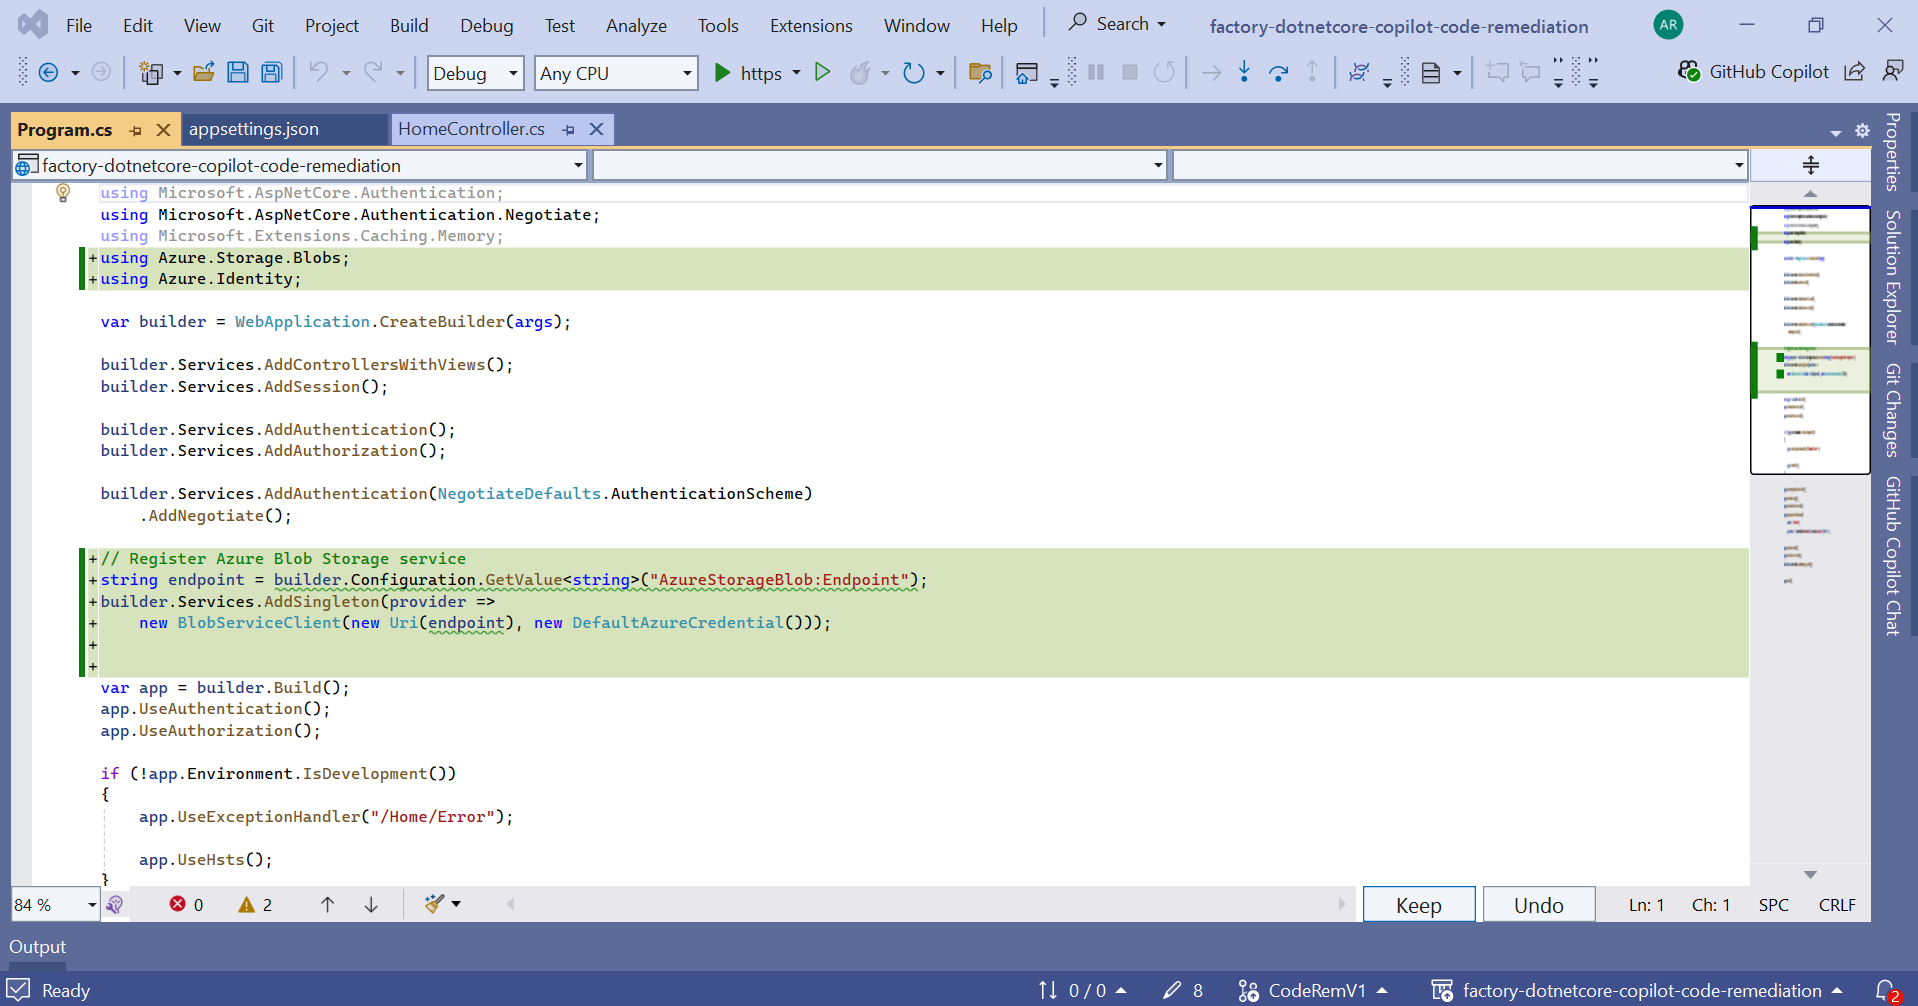 File Edit View Git Project Build Debug Test Analyze Tools Extensions Window Help Search factory-dotnetcore-copilot-code-remediation AR
Debug Any CPU https GitHub Copilot
Program.cs appsettings.json HomeController.cs
factory-dotnetcore-copilot-code-remediation
using Microsoft.AspNetCore.Authentication;
using Microsoft.AspNetCore.Authentication.Negotiate;
using Microsoft.Extensions.Caching.Memory;
+using Azure.Storage.Blobs;
+using Azure.Identity;
var builder = WebApplication.CreateBuilder(args);
builder.Services.AddControllersWithViews();
builder.Services.AddSession();
builder.Services.AddAuthentication();
builder.Services.AddAuthorization();
builder.Services.AddAuthentication(NegotiateDefaults.AuthenticationScheme)
.AddNegotiate();
+// Register Azure Blob Storage service
+string endpoint = builder.Configuration.GetValue<string>("AzureStorageBlob:Endpoint");
+builder.Services.AddSingleton(provider =>
+ new BlobServiceClient(new Uri(endpoint), new DefaultAzureCredential()));
+
+
var app = builder.Build();
app.UseAuthentication();
app.UseAuthorization();
if (!app.Environment.IsDevelopment())
{
app.UseExceptionHandler("/Home/Error");
app.UseHsts();
}
84 % 0 2 Keep Undo Ln: 1 Ch: 1 SPC CRLF
Properties
Solution Explorer
Git Changes
GitHub Copilot Chat
Output
Ready 0 / 0 8 CodeRemV1 factory-dotnetcore-copilot-code-remediation 2